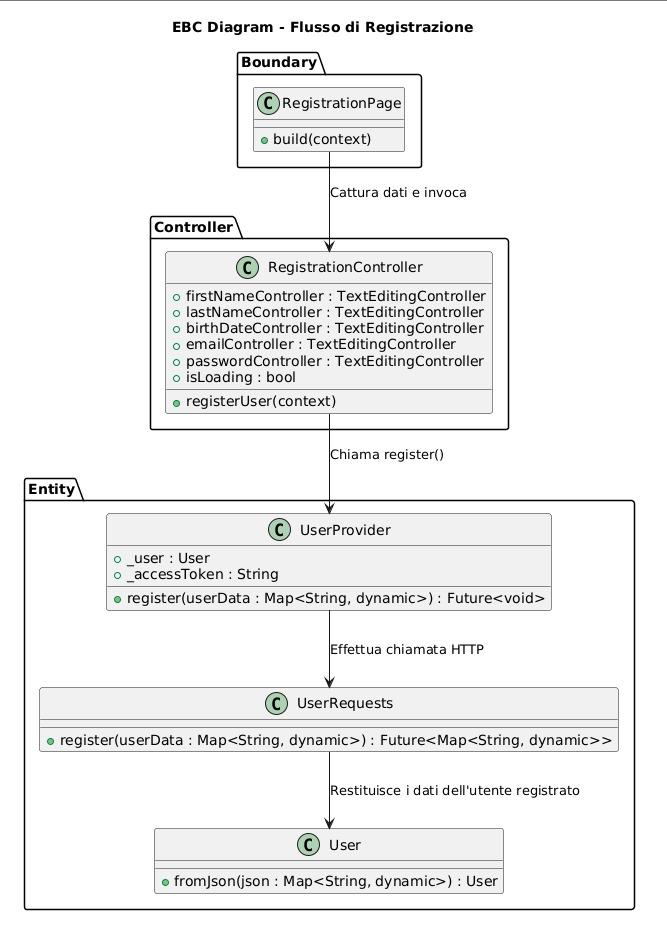 EBC Diagram - Flusso di Registrazione
Boundary
C RegistrationPage
build(context)
Cattura dati e invoca
Controller
C RegistrationController
firstNameController : TextEditingController
lastNameController : TextEditingController
birthDateController : TextEditingController
emailController : TextEditingController
passwordController : TextEditingController
isLoading : bool
registerUser(context)
Chiama register()
Entity
C UserProvider
_user : User
_accessToken : String
register(userData : Map<String, dynamic>) : Future<void>
Effettua chiamata HTTP
C UserRequests
register(userData : Map<String, dynamic>) : Future<Map<String, dynamic>>
Restituisce i dati dell'utente registrato
C User
fromJson(json : Map<String, dynamic>) : User